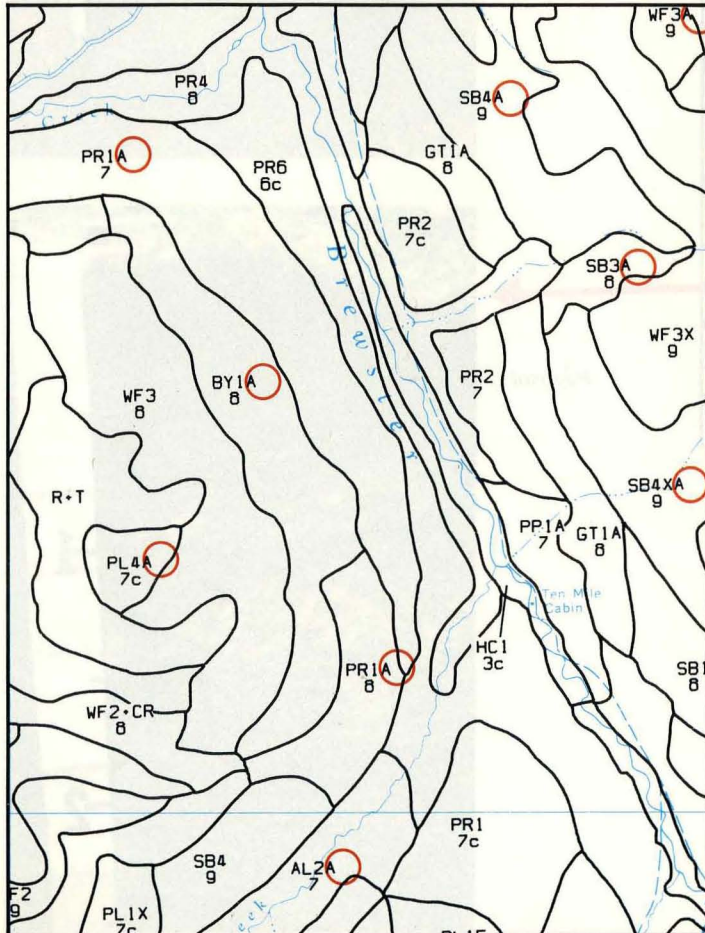 WF3A
9
PR4
8
SB4A
9
Creek
PR1A
7
GT1A
8
PR6
6c
PR2
7c
SB3A
8
Brewster
WF3X
9
BY1A
8
PR2
7
WF3
8
R+T
SB4XA
9
PP1A
7
GT1A
8
PL4A
7c
Ten Mile
Cabin
HC1
3c
PR1A
8
SB1
8
WF2+CR
8
PR1
7c
SB4
9
AL2A
7
F2
9
PL1X
7c
eek